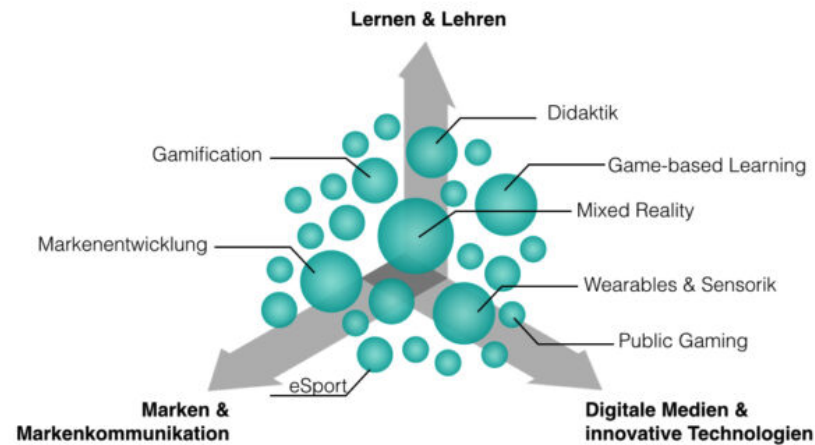 Lernen & Lehren
Didaktik
Gamification
Game-based Learning
Mixed Reality
Markenentwicklung
Wearables & Sensorik
Public Gaming
eSport
Marken &
Markenkommunikation
Digitale Medien &
innovative Technologien